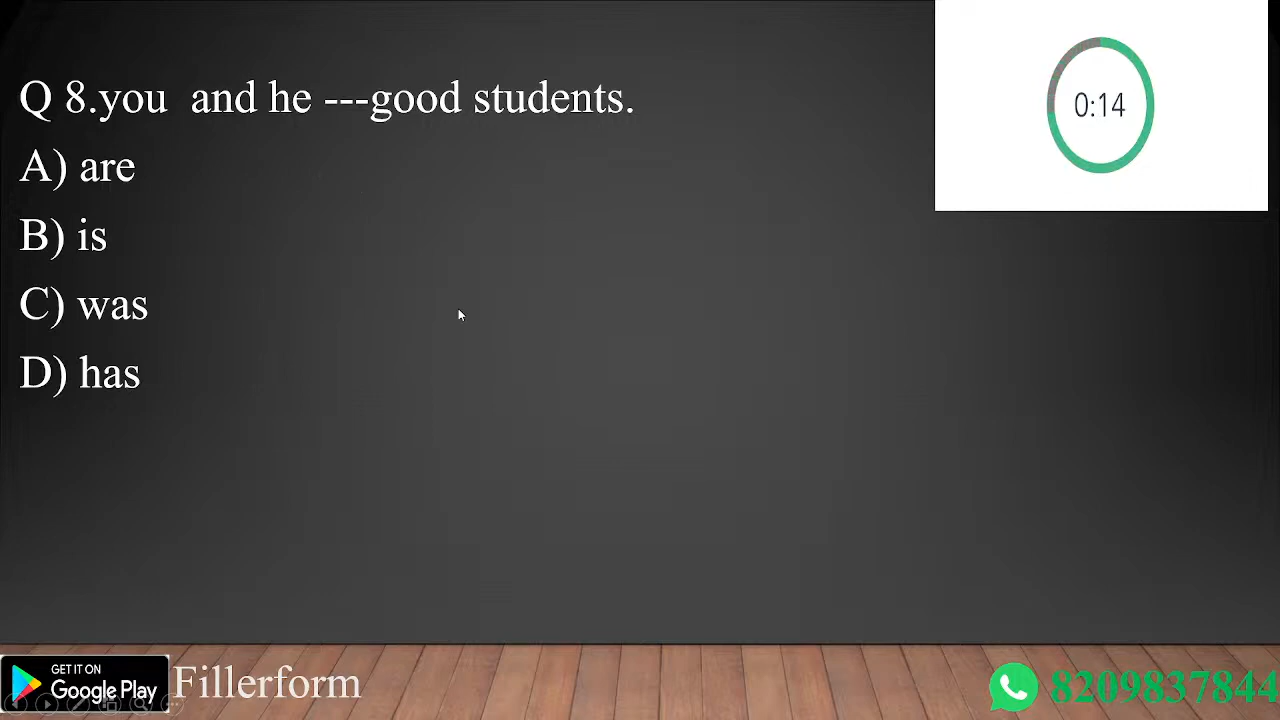 Q 8.you  and he ---good students.
0:14
A) are
B) is
C) was
D) has
GET IT ON
Google Play
Fillerform
8209837844